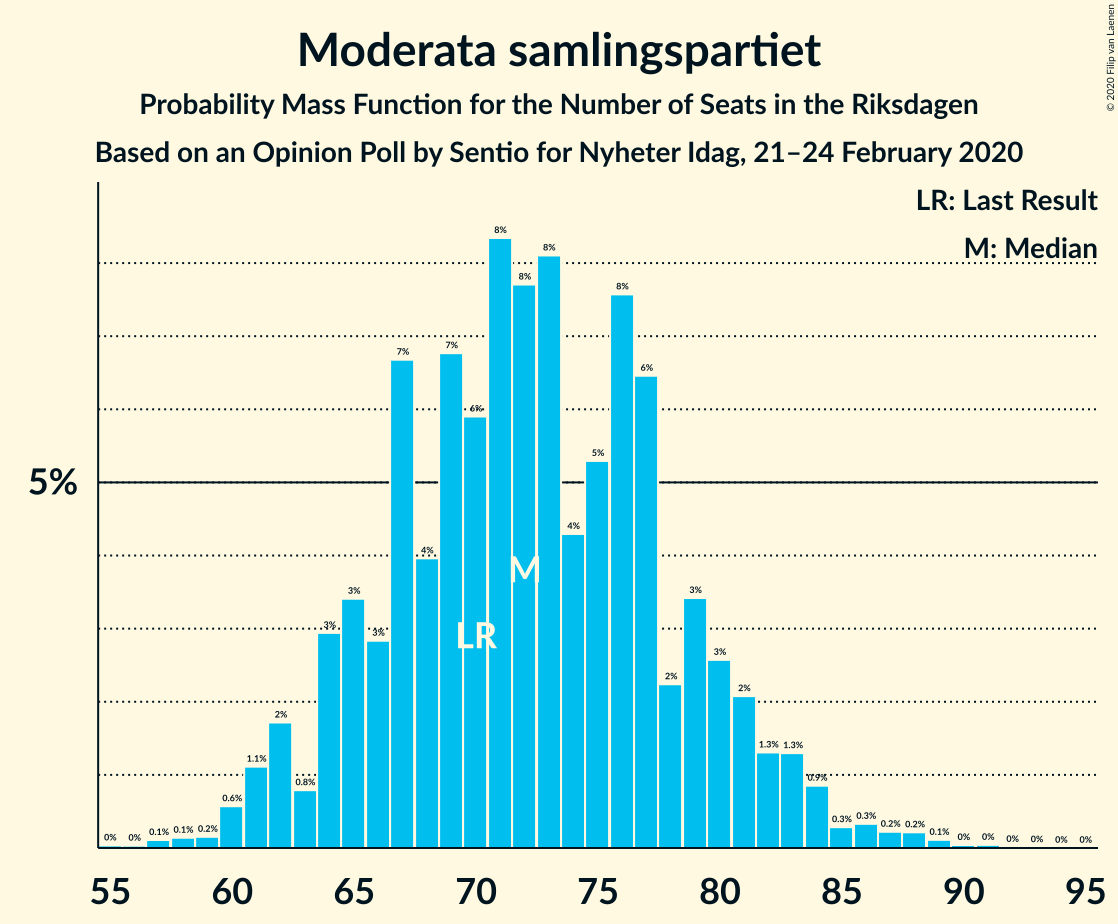 Moderata samlingspartiet
Probability Mass Function for the Number of Seats in the Riksdagen
Based on an Opinion Poll by Sentio for Nyheter Idag, 21–24 February 2020
© 2020 Filip van Laenen
LR: Last Result
M: Median
5%
0% 0% 0.1% 0.1% 0.2% 0.6% 1.1% 2% 0.8% 3% 3% 3% 7% 4% 7% 6% 8% 8% 8% 4% 5% 8% 6% 2% 3% 3% 2% 1.3% 1.3% 0.9% 0.3% 0.3% 0.2% 0.2% 0.1% 0% 0% 0% 0% 0% 0%
M
LR
55 60 65 70 75 80 85 90 95